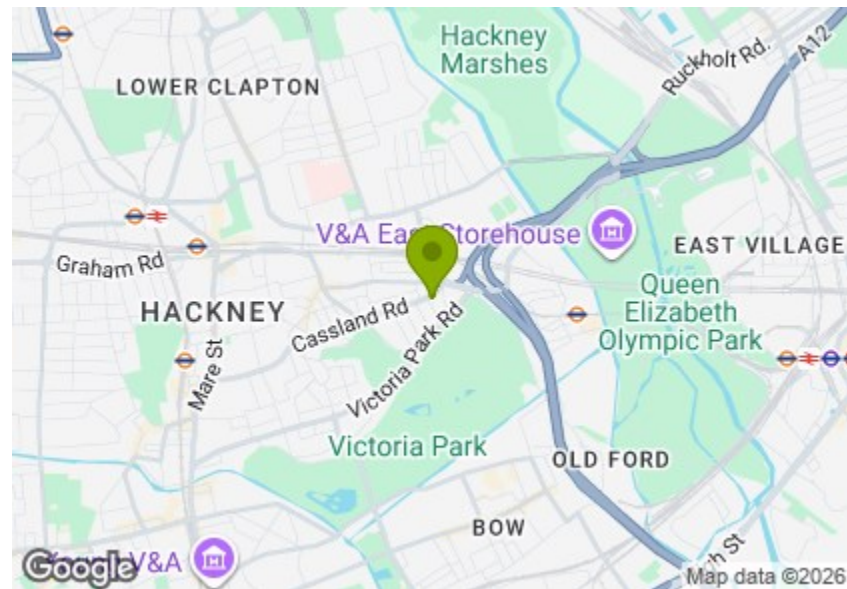 Hackney
Marshes
Ruckholt Rd.
A12
LOWER CLAPTON
V&A East Storehouse
EAST VILLAGE
Graham Rd
Queen
Elizabeth
Olympic Park
HACKNEY
Cassland Rd
Victoria Park Rd
Mare St
Victoria Park
OLD FORD
BOW
V&A
Google
Map data ©2026